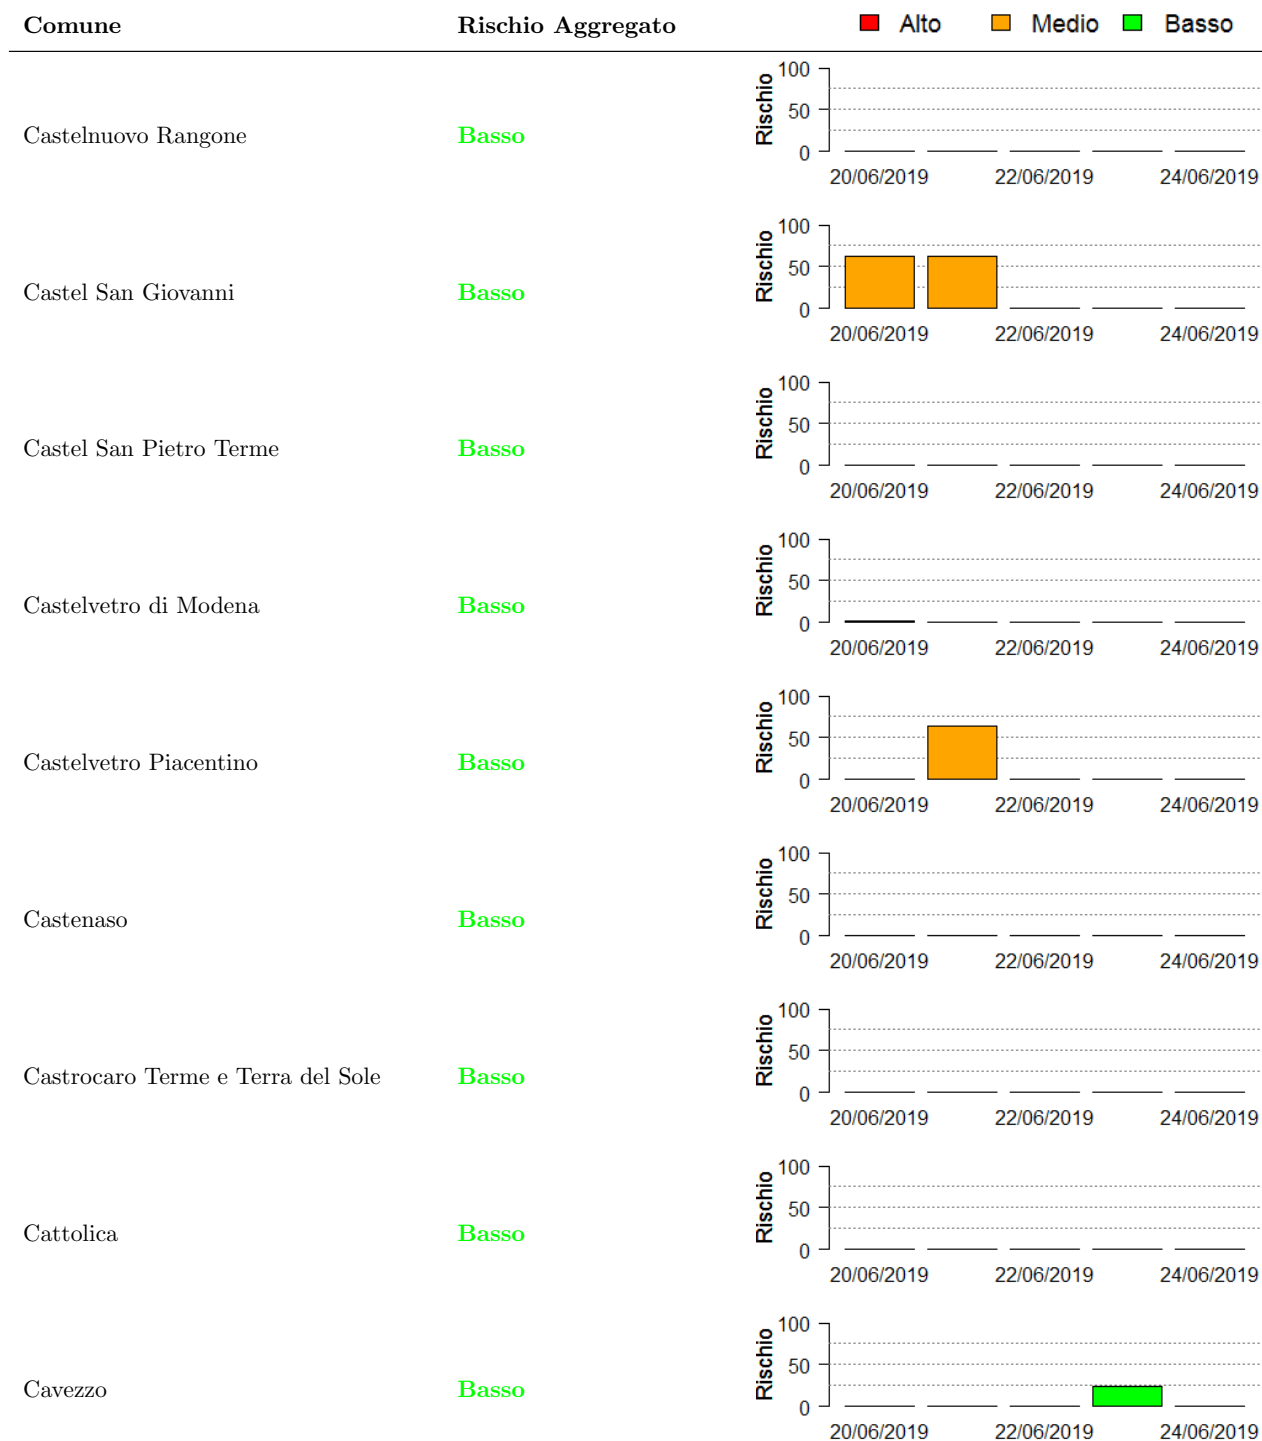 Comune Rischio Aggregato Alto Medio Basso
100
50
0
Rischio
Castelnuovo Rangone Basso
20/06/2019 22/06/2019 24/06/2019
100
50
0
Rischio
Castel San Giovanni Basso
20/06/2019 22/06/2019 24/06/2019
100
50
0
Rischio
Castel San Pietro Terme Basso
20/06/2019 22/06/2019 24/06/2019
100
50
0
Rischio
Castelvetro di Modena Basso
20/06/2019 22/06/2019 24/06/2019
100
50
0
Rischio
Castelvetro Piacentino Basso
20/06/2019 22/06/2019 24/06/2019
100
50
0
Rischio
Castenaso Basso
20/06/2019 22/06/2019 24/06/2019
100
50
0
Rischio
Castrocaro Terme e Terra del Sole Basso
20/06/2019 22/06/2019 24/06/2019
100
50
0
Rischio
Cattolica Basso
20/06/2019 22/06/2019 24/06/2019
100
50
0
Rischio
Cavezzo Basso
20/06/2019 22/06/2019 24/06/2019